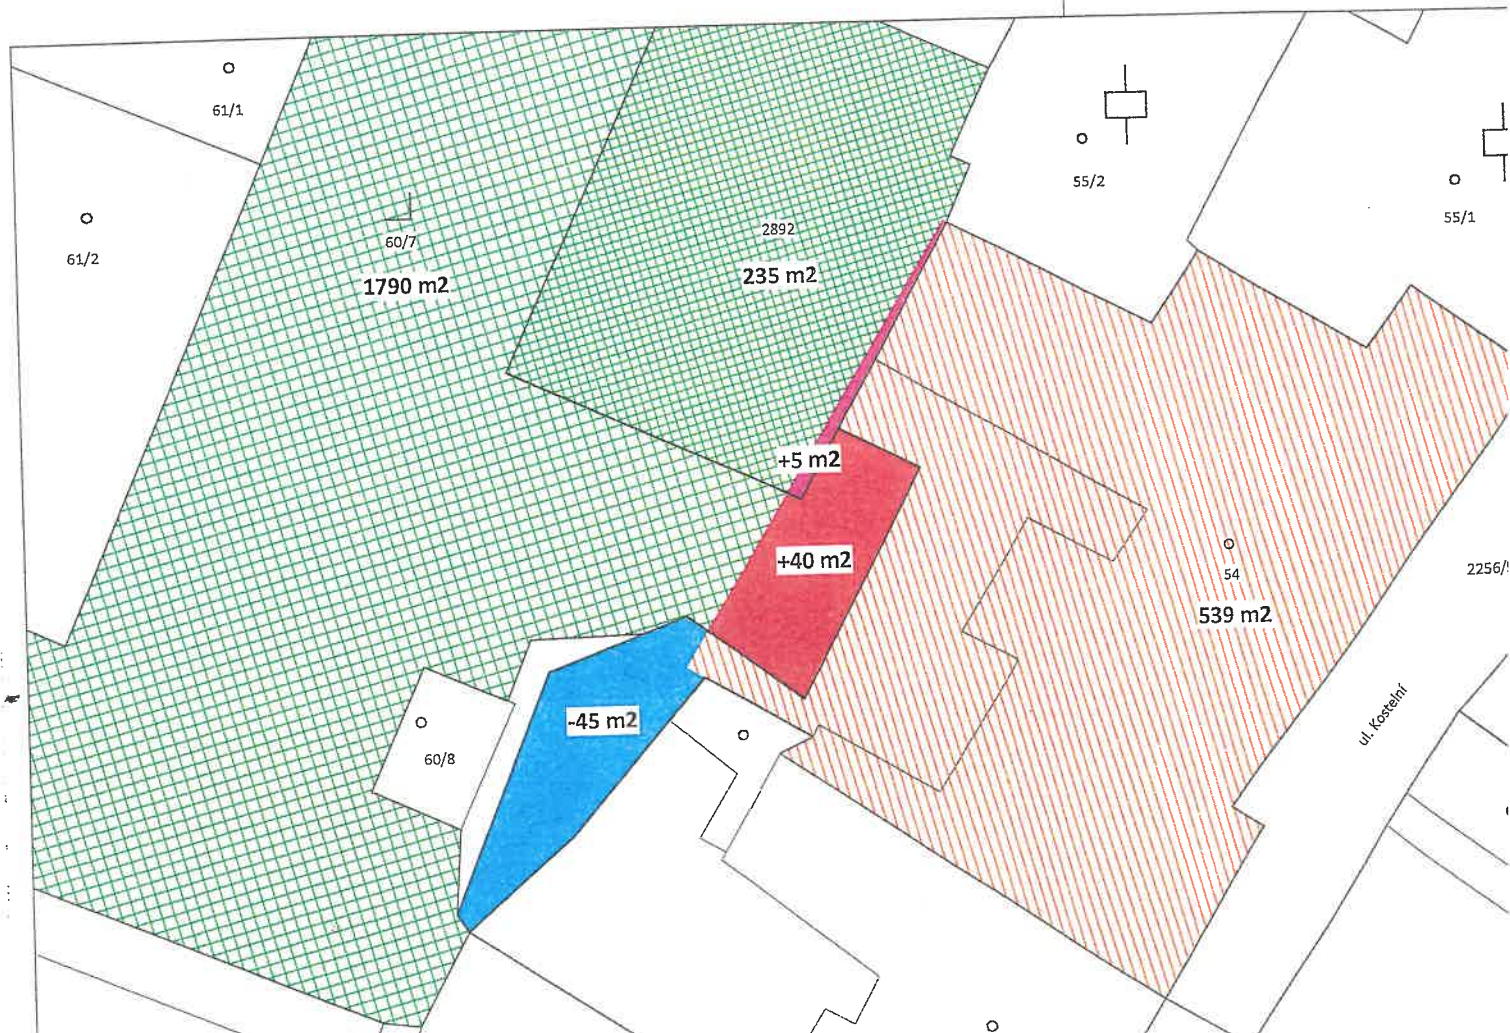 61/1
61/2
60/7
1790 m2
2892
235 m2
55/2
55/1
+5 m2
+40 m2
54
539 m2
2256/
60/8
-45 m2
ul. Kostelní